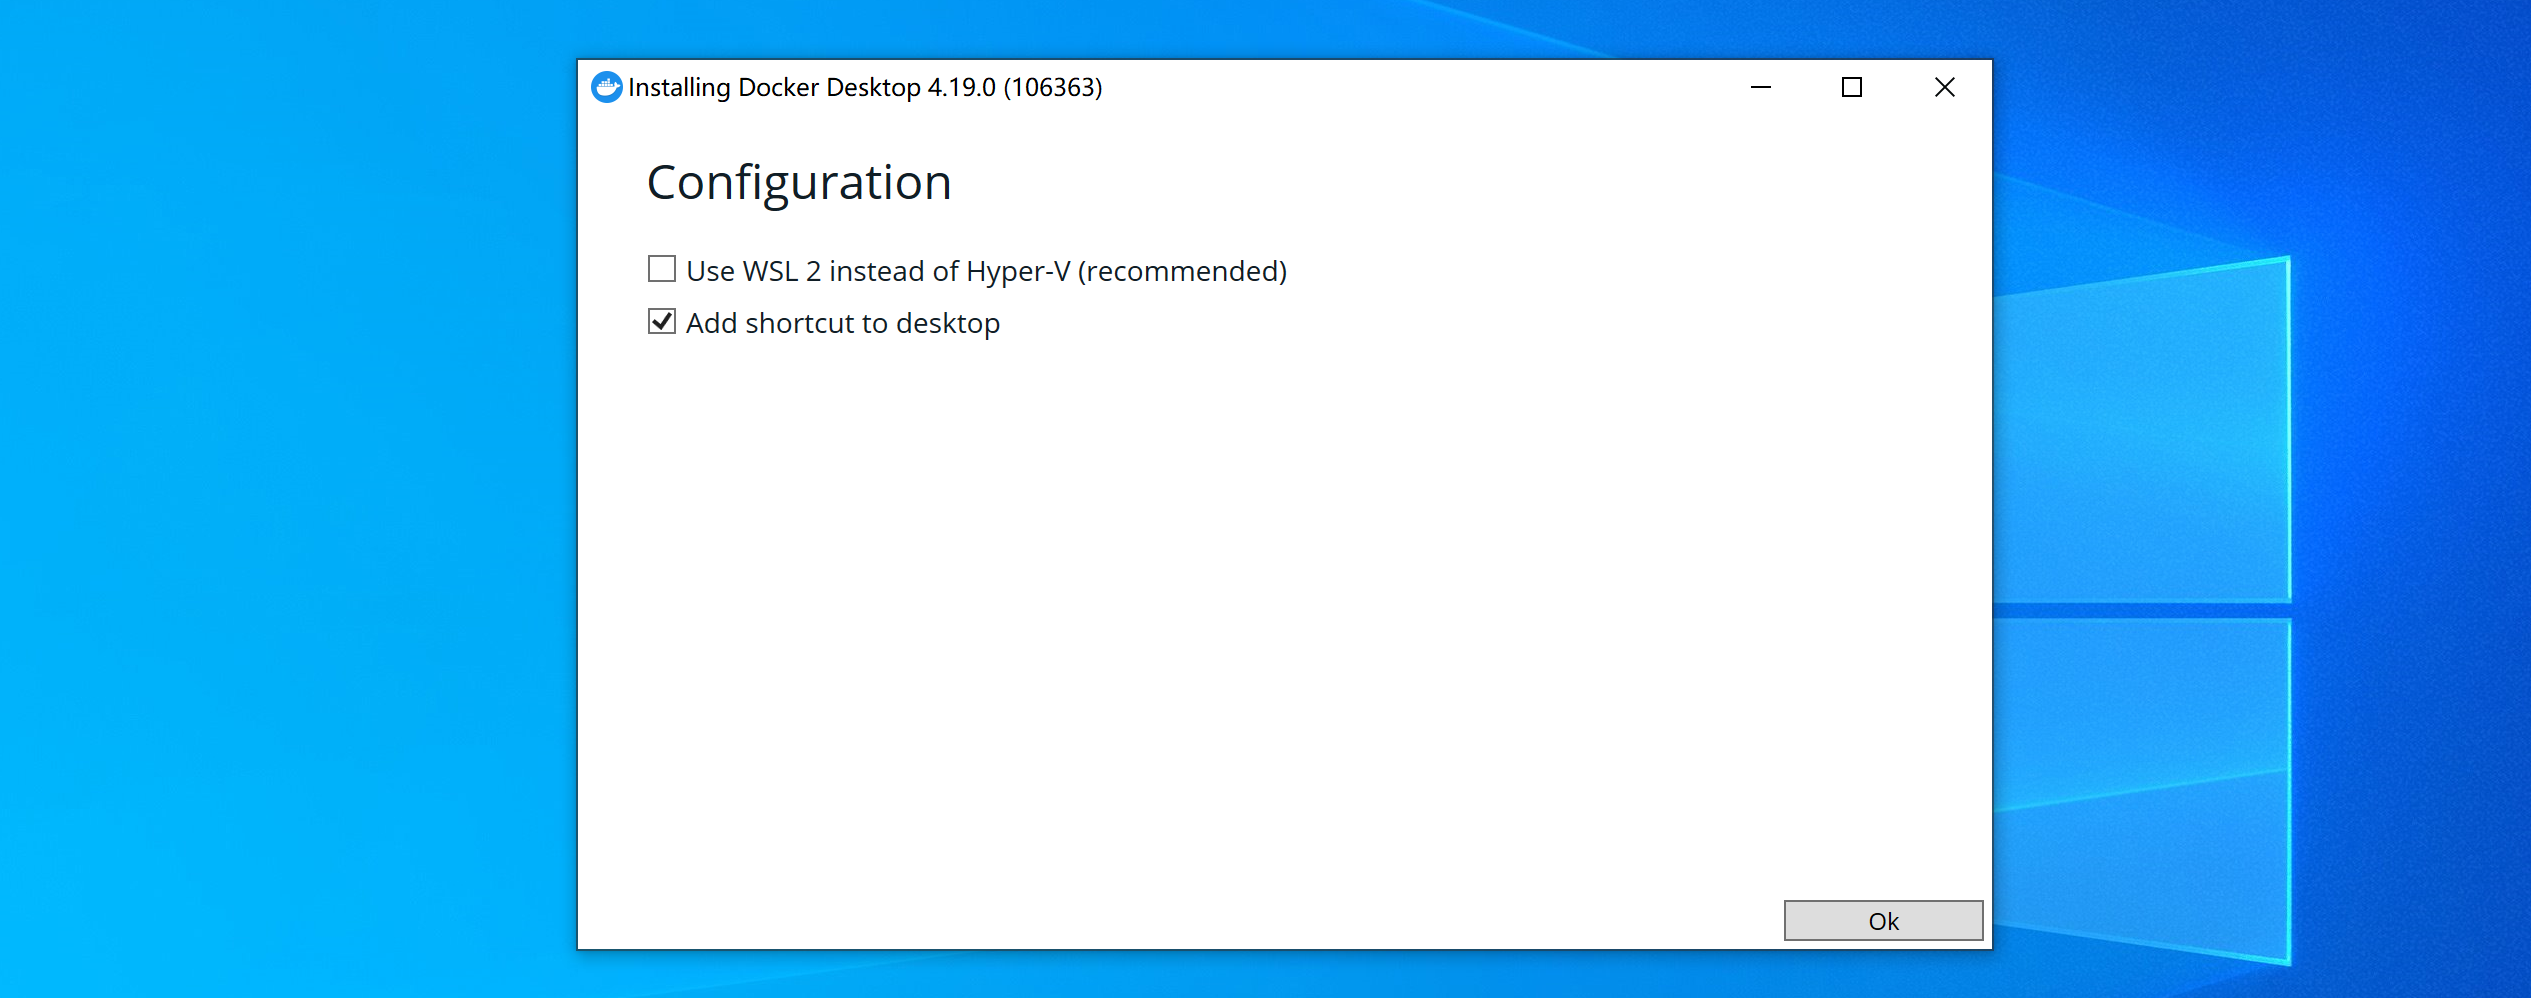 Installing Docker Desktop 4.19.0 (106363)
Configuration
Use WSL 2 instead of Hyper-V (recommended)
Add shortcut to desktop
Ok